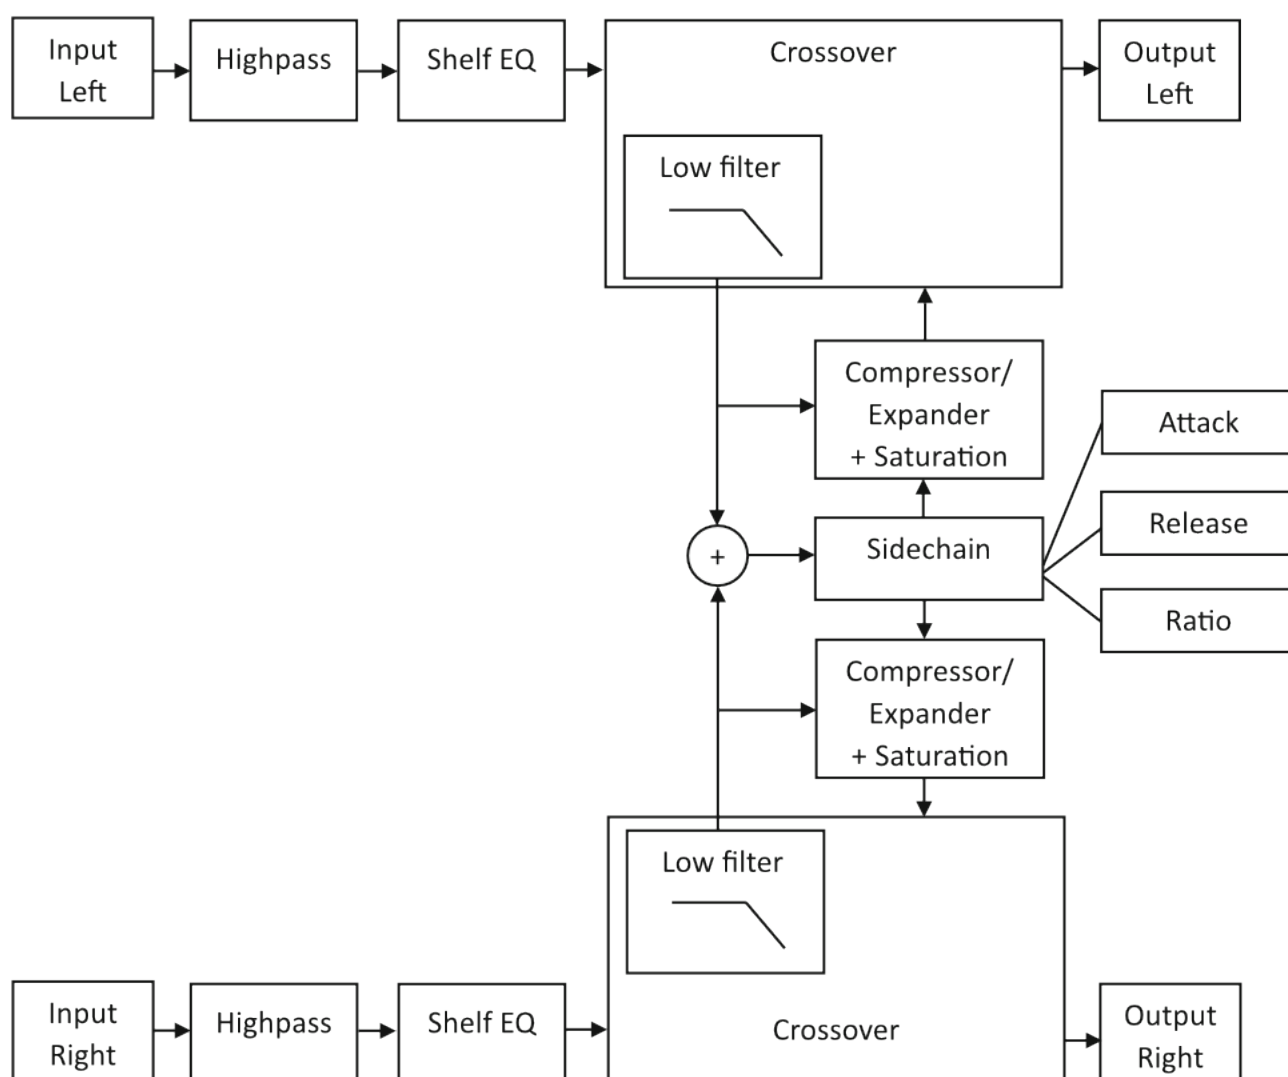 Input
Left
Highpass
Shelf EQ
Crossover
Output
Left
Low filter
Compressor/
Expander
+ Saturation
Attack
Release
+
Sidechain
Ratio
Compressor/
Expander
+ Saturation
Low filter
Input
Right
Highpass
Shelf EQ
Crossover
Output
Right